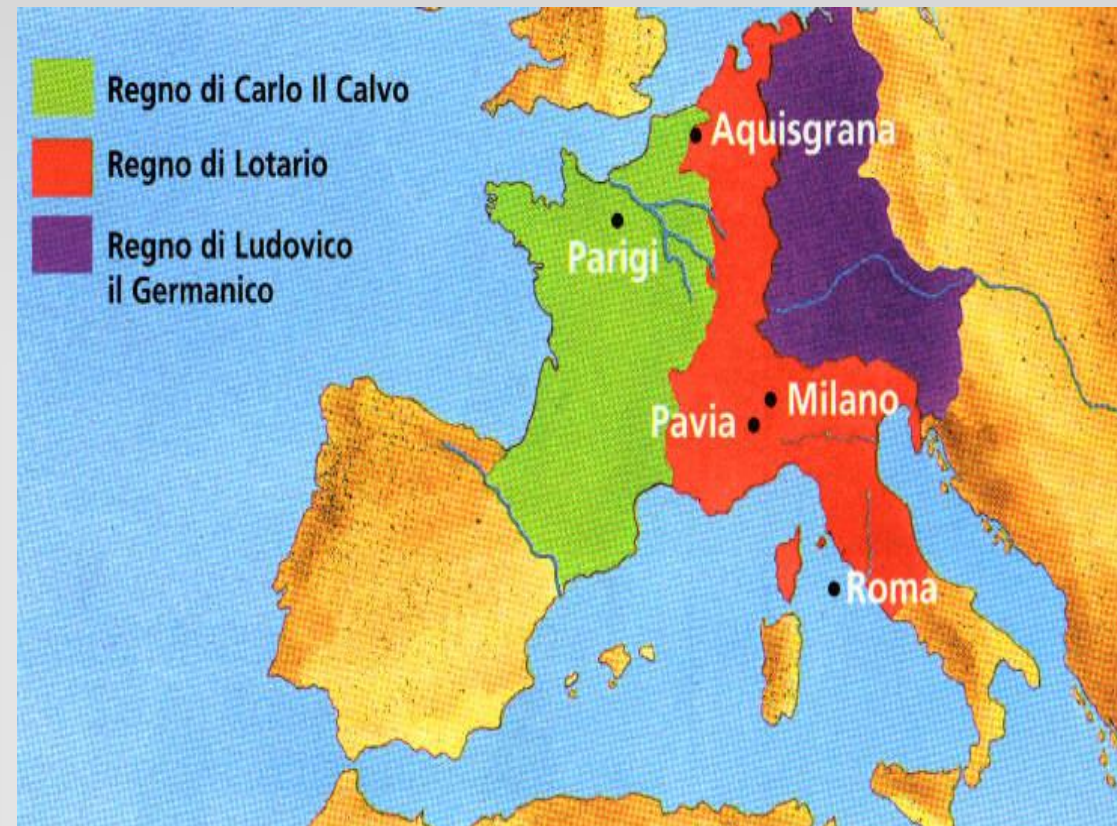 Regno di Carlo Il Calvo
Regno di Lotario
Regno di Ludovico
il Germanico
Aquisgrana
Parigi
Milano
Pavia
Roma